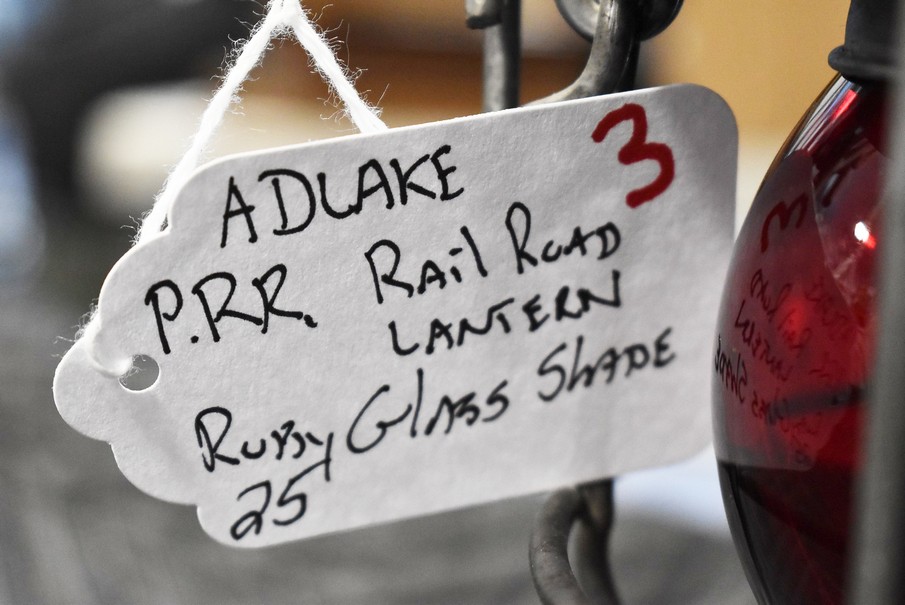 3
ADLAKE
P.R.R. RAil ROAD
LANTERN
RUBY GlASS SHADE
25